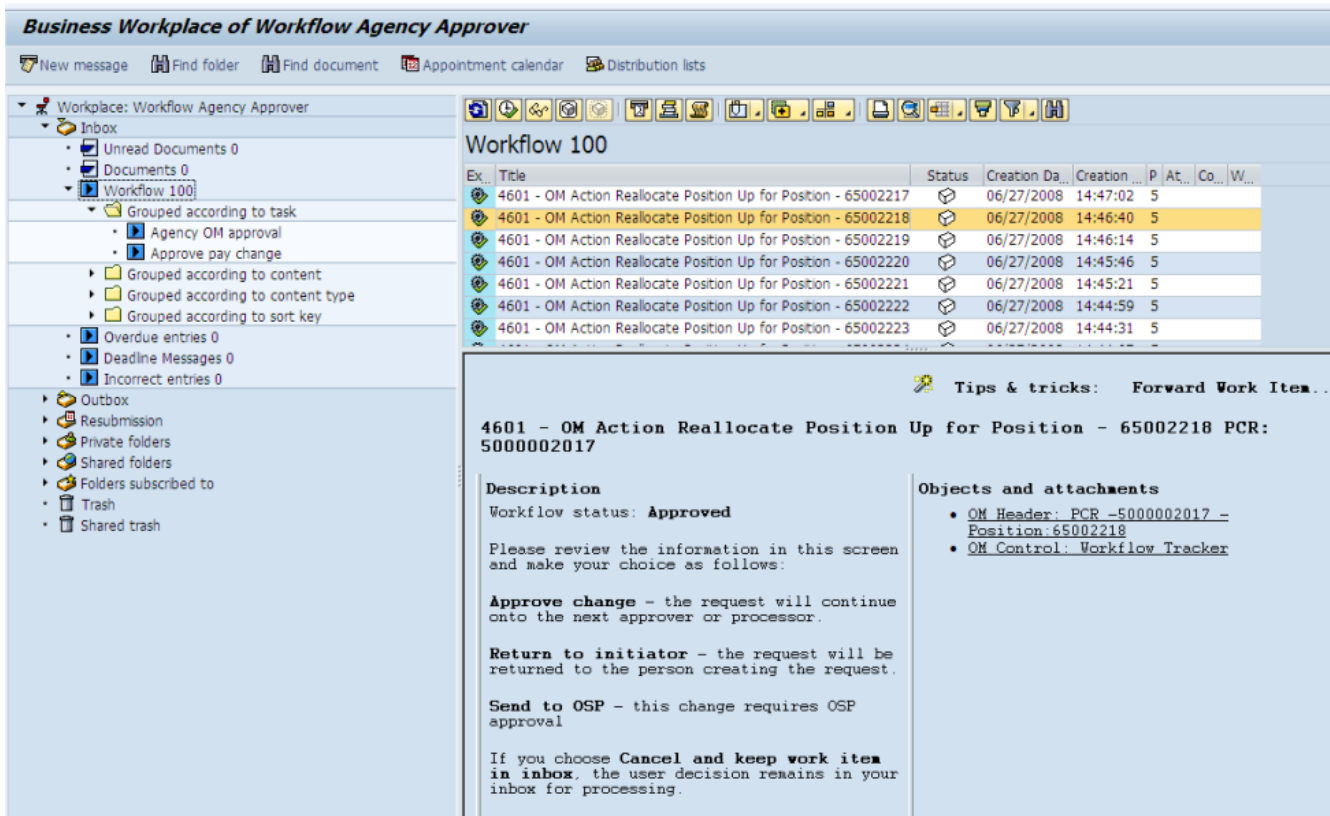 Business Workplace of Workflow Agency Approver
New message Find folder Find document Appointment calendar Distribution lists
Workplace: Workflow Agency Approver
Inbox
Unread Documents 0
Documents 0
Workflow 100
Grouped according to task
Agency OM approval
Approve pay change
Grouped according to content
Grouped according to content type
Grouped according to sort key
Overdue entries 0
Deadline Messages 0
Incorrect entries 0
Outbox
Resubmission
Private folders
Shared folders
Folders subscribed to
Trash
Shared trash
Workflow 100
Ex... Title Status Creation Da... Creation ... P At... Co... W...
4601 - OM Action Reallocate Position Up for Position - 65002217 06/27/2008 14:47:02 5
4601 - OM Action Reallocate Position Up for Position - 65002218 06/27/2008 14:46:40 5
4601 - OM Action Reallocate Position Up for Position - 65002219 06/27/2008 14:46:14 5
4601 - OM Action Reallocate Position Up for Position - 65002220 06/27/2008 14:45:46 5
4601 - OM Action Reallocate Position Up for Position - 65002221 06/27/2008 14:45:21 5
4601 - OM Action Reallocate Position Up for Position - 65002222 06/27/2008 14:44:59 5
4601 - OM Action Reallocate Position Up for Position - 65002223 06/27/2008 14:44:31 5
Tips & tricks: Forward Work Item..
4601 - OM Action Reallocate Position Up for Position - 65002218 PCR:
5000002017
Description
Workflow status: Approved
Please review the information in this screen
and make your choice as follows:
Approve change - the request will continue
onto the next approver or processor.
Return to initiator - the request will be
returned to the person creating the request.
Send to OSP - this change requires OSP
approval
If you choose Cancel and keep work item
in inbox, the user decision remains in your
inbox for processing.
Objects and attachments
OM Header: PCR -5000002017 -
Position:65002218
OM Control: Workflow Tracker